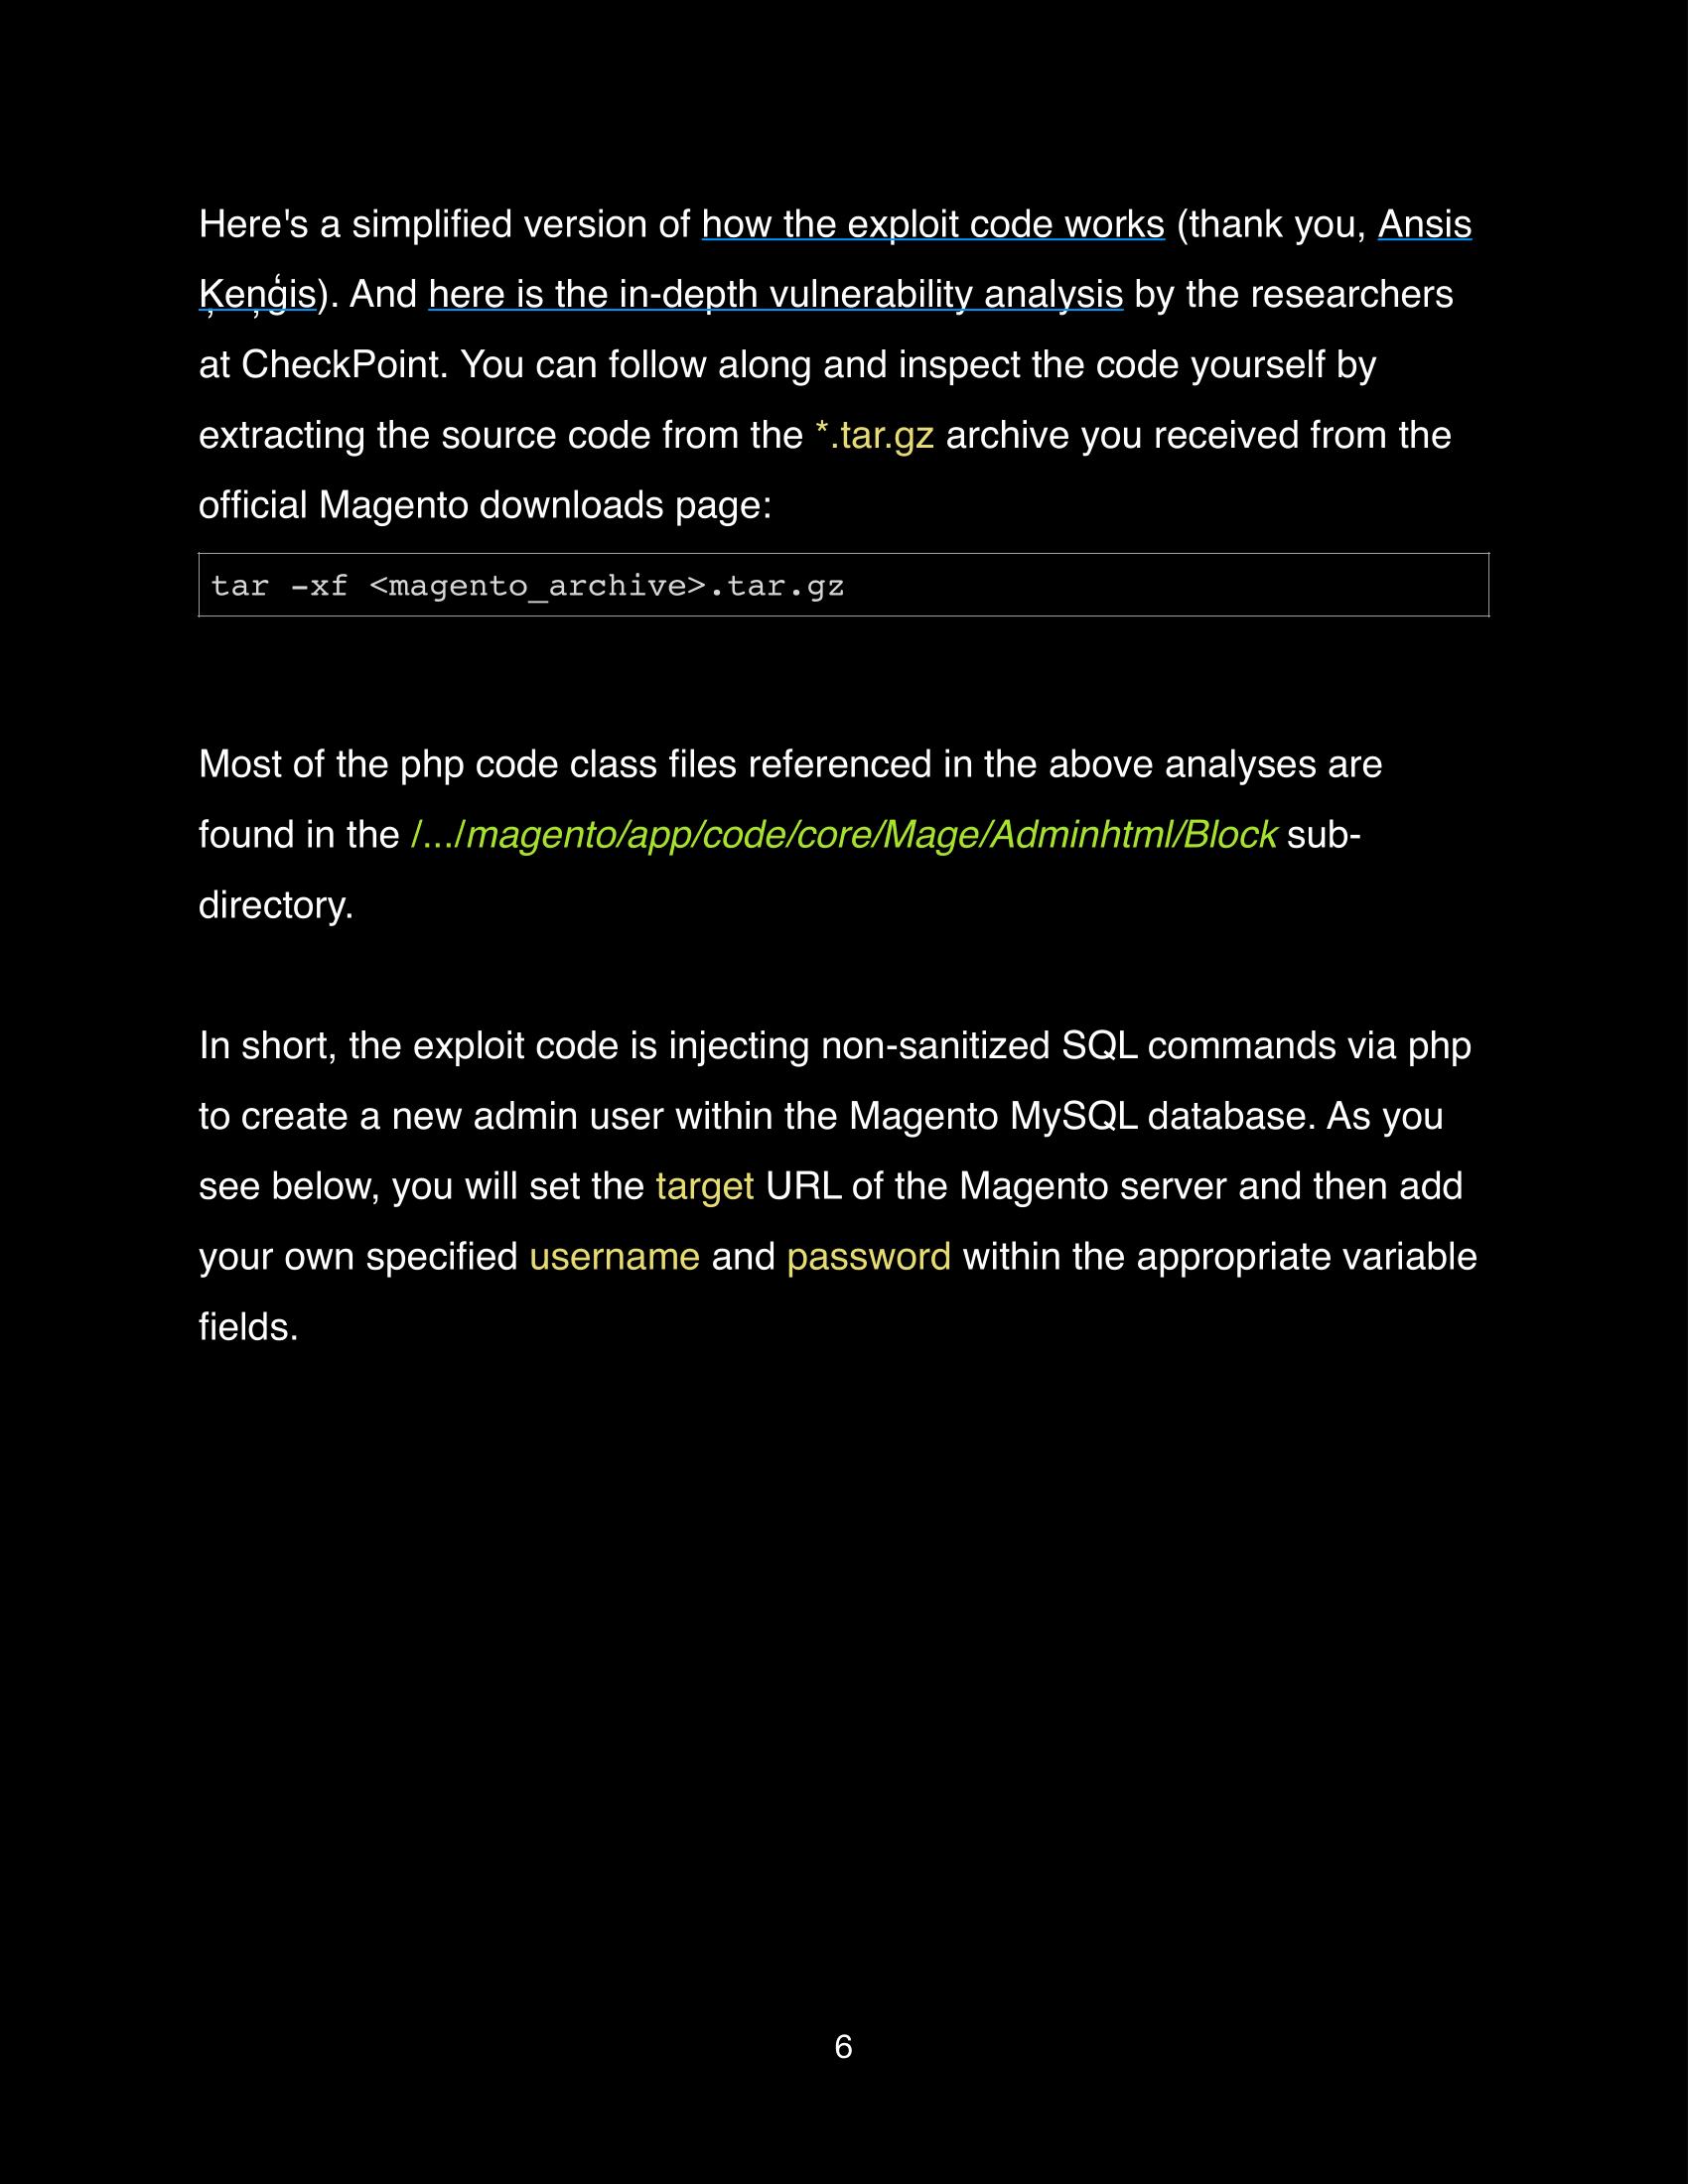 Here's a simplified version of how the exploit code works (thank you, Ansis
Ķeņģis). And here is the in-depth vulnerability analysis by the researchers
at CheckPoint. You can follow along and inspect the code yourself by
extracting the source code from the *.tar.gz archive you received from the
official Magento downloads page:
tar -xf <magento_archive>.tar.gz
Most of the php code class files referenced in the above analyses are
found in the /.../magento/app/code/core/Mage/Adminhtml/Block sub-
directory.
In short, the exploit code is injecting non-sanitized SQL commands via php
to create a new admin user within the Magento MySQL database. As you
see below, you will set the target URL of the Magento server and then add
your own specified username and password within the appropriate variable
fields.
6